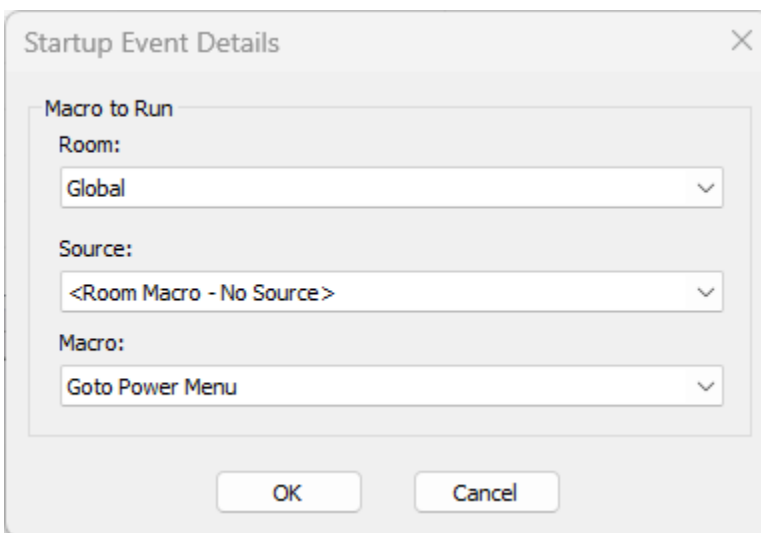 Startup Event Details
Macro to Run
Room:
Global
Source:
<Room Macro - No Source>
Macro:
Goto Power Menu
OK
Cancel